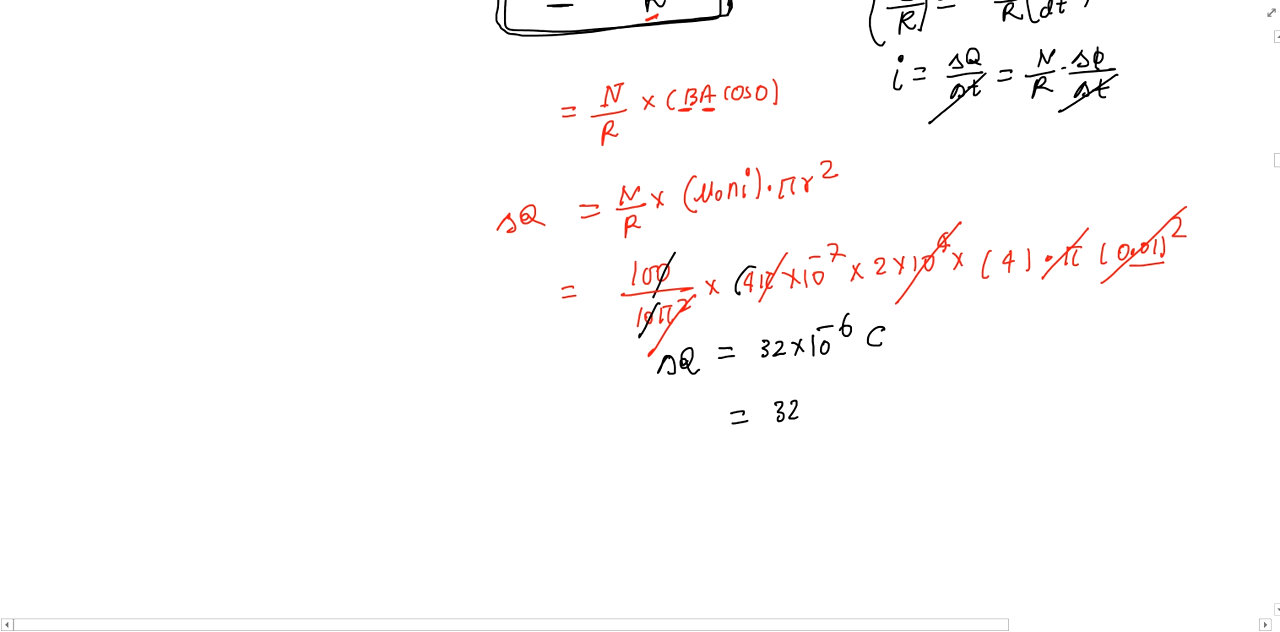 i = ΔQ/Δt = N/R · Δφ/Δt
= N/R × (BA cos0)
ΔQ = N/R × (μ₀ni)·πr²
= 100/10π² × (4π×10⁻⁷ × 2×10⁴ × (4)·π (0.01)²
ΔQ = 32×10⁻⁶ C
= 32